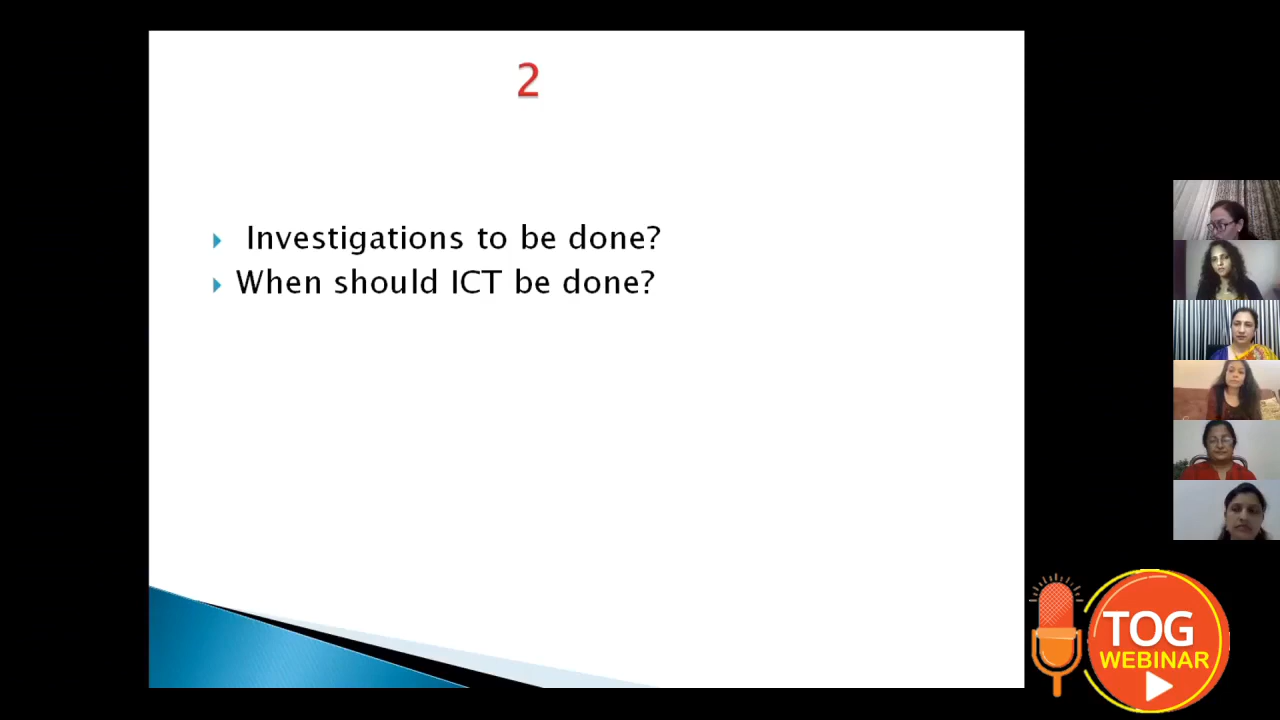 2
Investigations to be done?
When should ICT be done?
TOG
WEBINAR